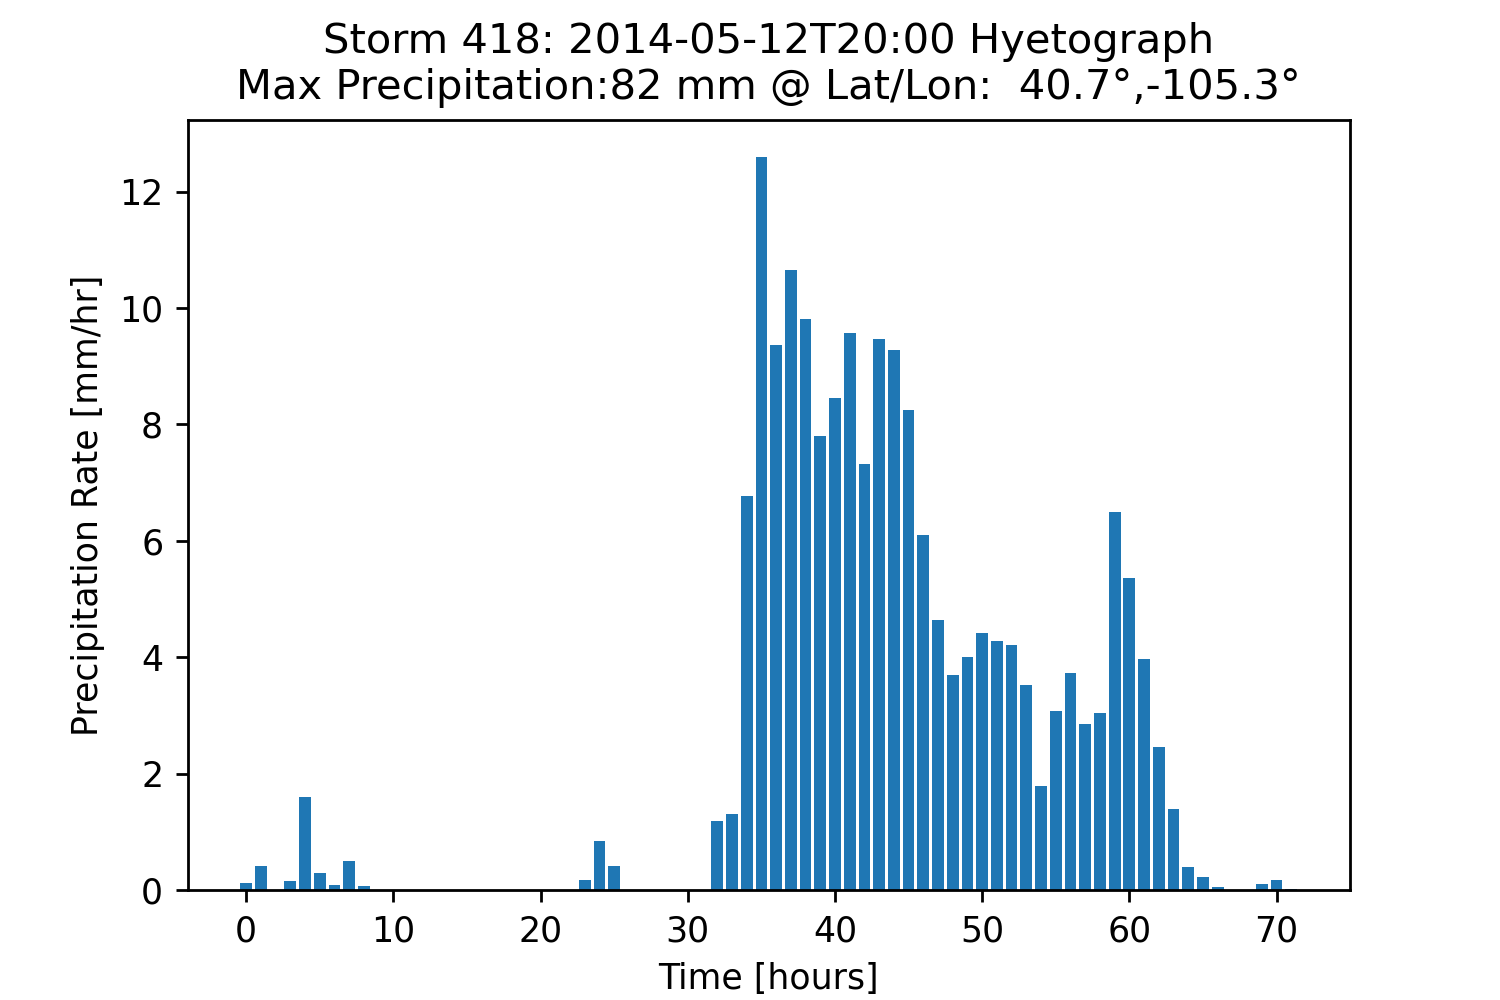 Storm 418: 2014-05-12T20:00 Hyetograph
Max Precipitation:82 mm @ Lat/Lon:  40.7°,-105.3°
12
10
8
6
4
2
0
Precipitation Rate [mm/hr]
0 10 20 30 40 50 60 70
Time [hours]